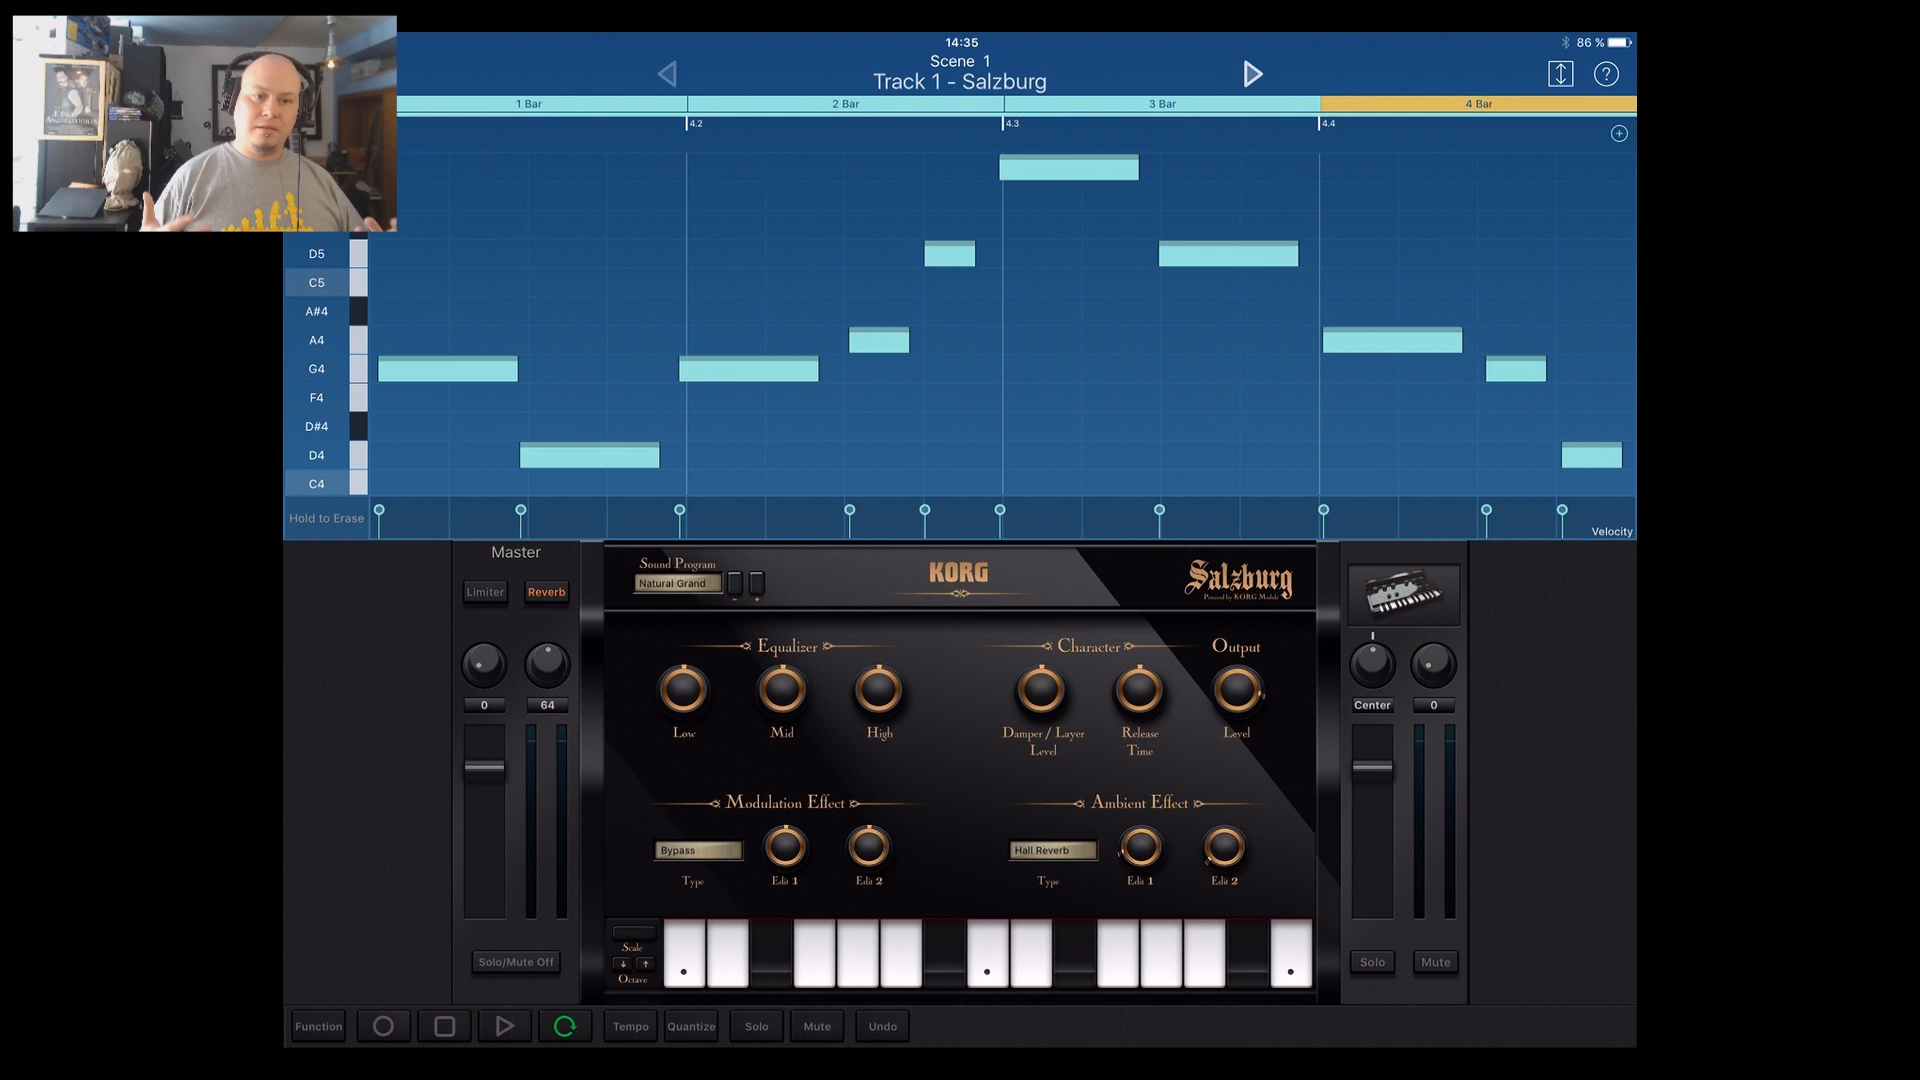 14:35
86 %
Scene 1
Track 1 - Salzburg
?
1 Bar
2 Bar
3 Bar
4 Bar
4.2
4.3
4.4
D5
C5
A#4
A4
G4
F4
D#4
D4
C4
Hold to Erase
Velocity
Master
Limiter
Reverb
0
64
Solo/Mute Off
Sound Program
Natural Grand
- +
KORG
Salzburg
Powered by KORG Module
Equalizer
Low
Mid
High
Character
Damper / Layer
Level
Release
Time
Output
Level
Modulation Effect
Bypass
Type
Edit 1
Edit 2
Ambient Effect
Hall Reverb
Type
Edit 1
Edit 2
Scale
Octave
Center
0
Solo
Mute
Function
Tempo
Quantize
Solo
Mute
Undo